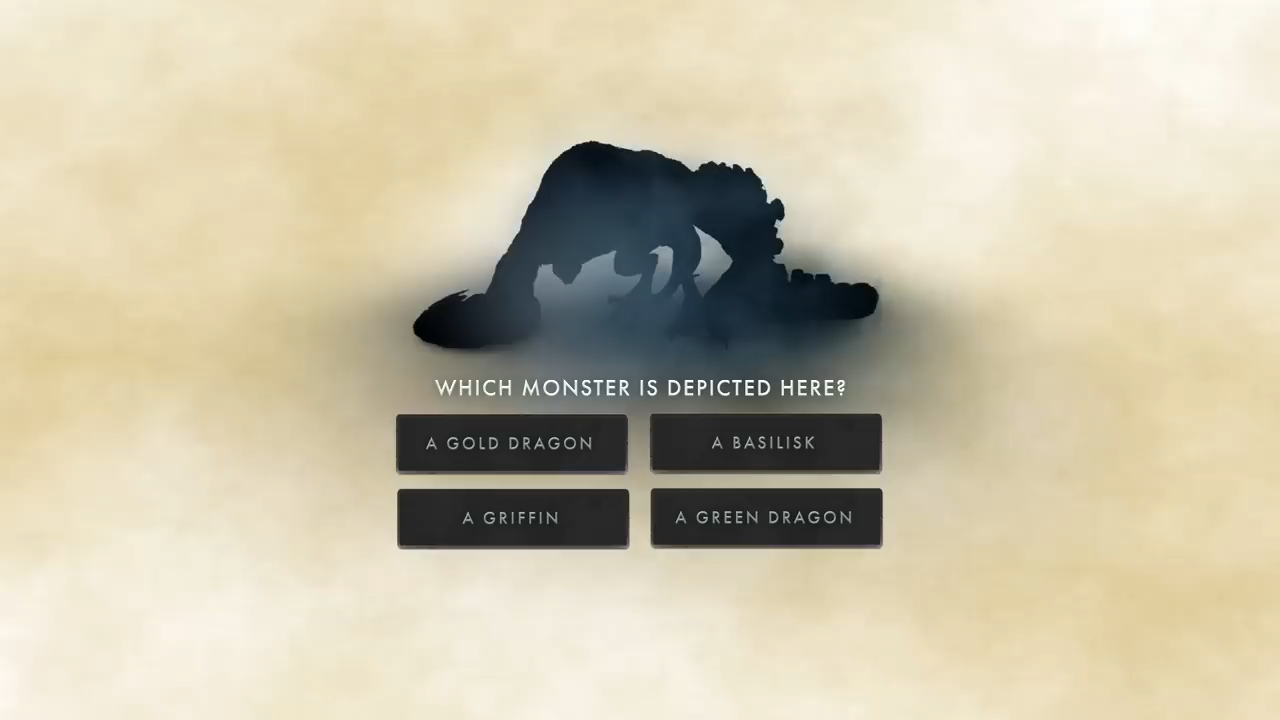 WHICH MONSTER IS DEPICTED HERE?
A GOLD DRAGON
A BASILISK
A GRIFFIN
A GREEN DRAGON